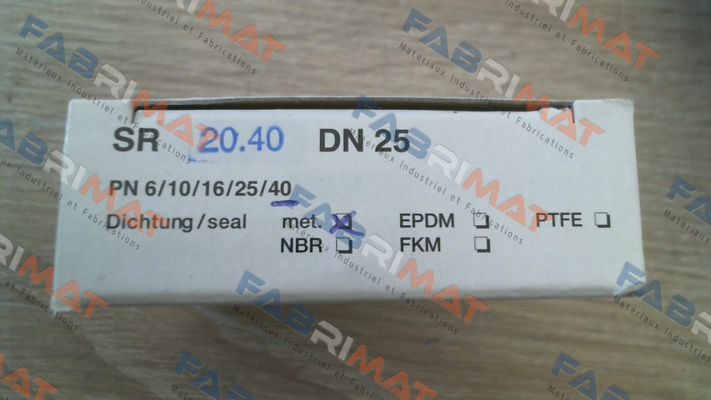 SR 20.40 DN 25
PN 6/10/16/25/40
Dichtung/seal met. ☒ EPDM ☐ PTFE ☐
NBR ☐ FKM ☐
FABRIMAT
Materiaux Industriel et Fabrications